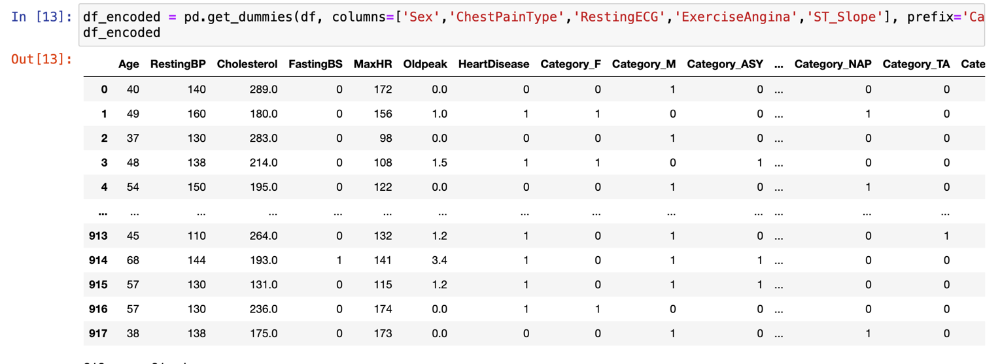 In [13]: df_encoded = pd.get_dummies(df, columns=['Sex','ChestPainType','RestingECG','ExerciseAngina','ST_Slope'], prefix='Ca
df_encoded
Out[13]:
Age RestingBP Cholesterol FastingBS MaxHR Oldpeak HeartDisease Category_F Category_M Category_ASY ... Category_NAP Category_TA Cate
0 40 140 289.0 0 172 0.0 0 0 1 0 ... 0 0
1 49 160 180.0 0 156 1.0 1 1 0 0 ... 1 0
2 37 130 283.0 0 98 0.0 0 0 1 0 ... 0 0
3 48 138 214.0 0 108 1.5 1 1 0 1 ... 0 0
4 54 150 195.0 0 122 0.0 0 0 1 0 ... 1 0
... ... ... ... ... ... ... ... ... ... ... ... ... ...
913 45 110 264.0 0 132 1.2 1 0 1 0 ... 0 1
914 68 144 193.0 1 141 3.4 1 0 1 1 ... 0 0
915 57 130 131.0 0 115 1.2 1 0 1 1 ... 0 0
916 57 130 236.0 0 174 0.0 1 1 0 0 ... 0 0
917 38 138 175.0 0 173 0.0 0 0 1 0 ... 1 0